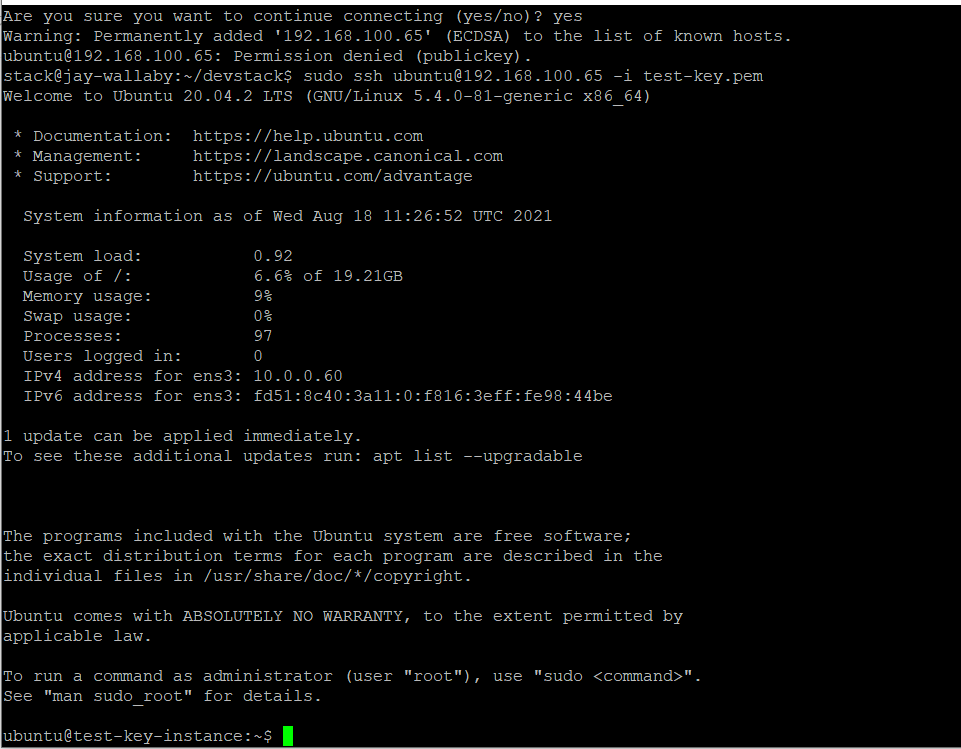 Are you sure you want to continue connecting (yes/no)? yes
Warning: Permanently added '192.168.100.65' (ECDSA) to the list of known hosts.
ubuntu@192.168.100.65: Permission denied (publickey).
stack@jay-wallaby:~/devstack$ sudo ssh ubuntu@192.168.100.65 -i test-key.pem
Welcome to Ubuntu 20.04.2 LTS (GNU/Linux 5.4.0-81-generic x86_64)
* Documentation:  https://help.ubuntu.com
* Management:     https://landscape.canonical.com
* Support:        https://ubuntu.com/advantage
System information as of Wed Aug 18 11:26:52 UTC 2021
System load:           0.92
Usage of /:            6.6% of 19.21GB
Memory usage:          9%
Swap usage:            0%
Processes:             97
Users logged in:       0
IPv4 address for ens3: 10.0.0.60
IPv6 address for ens3: fd51:8c40:3a11:0:f816:3eff:fe98:44be
1 update can be applied immediately.
To see these additional updates run: apt list --upgradable
The programs included with the Ubuntu system are free software;
the exact distribution terms for each program are described in the
individual files in /usr/share/doc/*/copyright.
Ubuntu comes with ABSOLUTELY NO WARRANTY, to the extent permitted by
applicable law.
To run a command as administrator (user "root"), use "sudo <command>".
See "man sudo_root" for details.
ubuntu@test-key-instance:~$